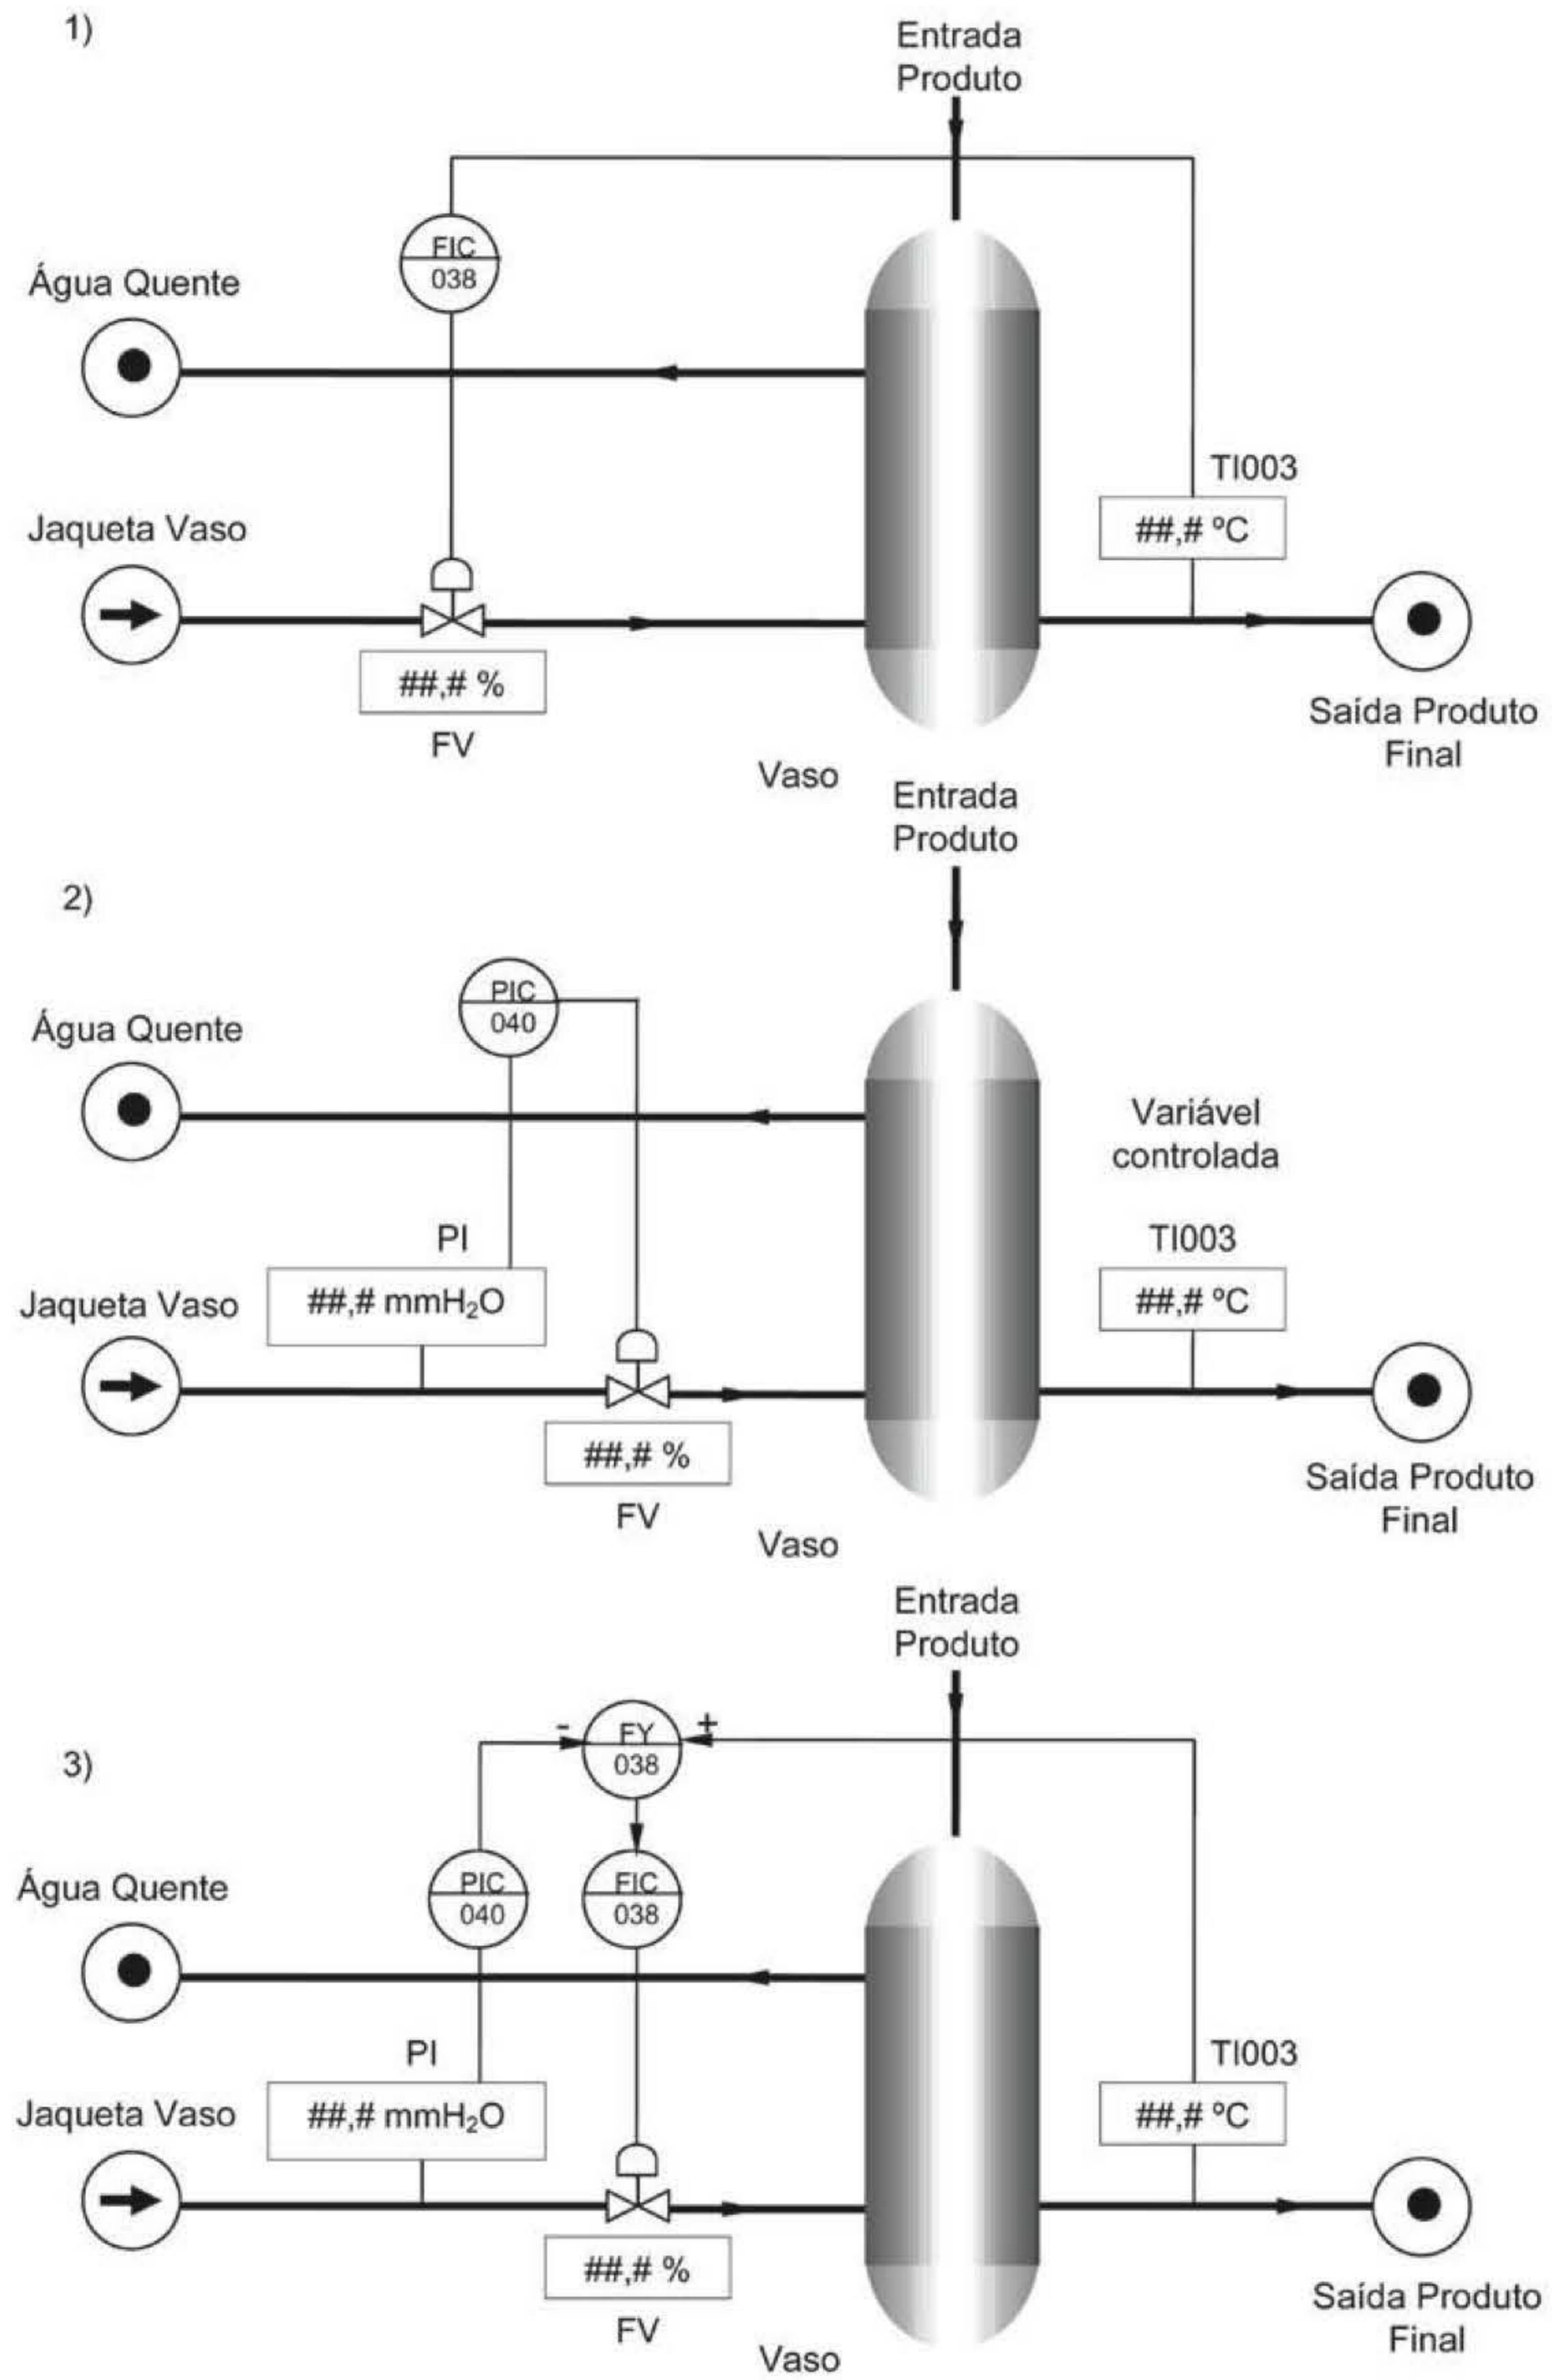 1)
Entrada
Produto
FIC
038
Água Quente
TI003
Jaqueta Vaso
##,# ºC
##,# %
FV
Saída Produto
Final
Vaso
Entrada
Produto
2)
PIC
040
Água Quente
Variável
controlada
PI
TI003
Jaqueta Vaso
##,# mmH₂O
##,# ºC
##,# %
FV
Saída Produto
Final
Vaso
Entrada
Produto
3)
-
FY
038
+
Água Quente
PIC
040
FIC
038
PI
TI003
Jaqueta Vaso
##,# mmH₂O
##,# ºC
##,# %
FV
Saída Produto
Final
Vaso